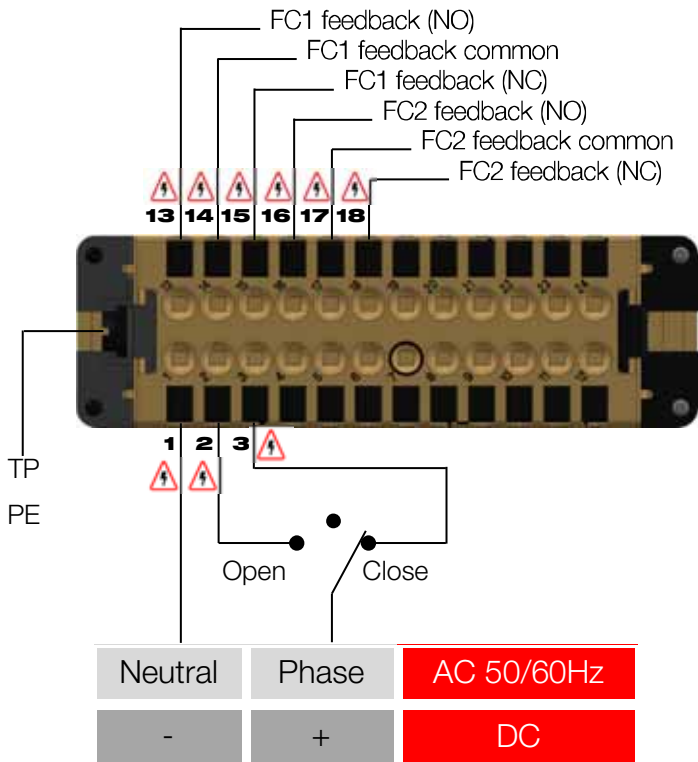 FC1 feedback (NO)
FC1 feedback common
FC1 feedback (NC)
FC2 feedback (NO)
FC2 feedback common
FC2 feedback (NC)
13 14 15 16 17 18
1 2 3
TP
PE
Open Close
Neutral Phase AC 50/60Hz
- + DC